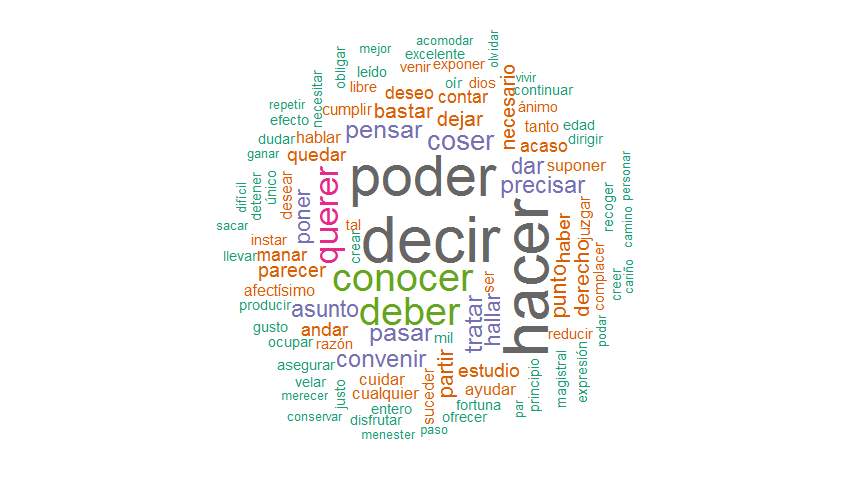 acomodar
mejor
excelente
olvidar
obligar
leído
venir
exponer
necesitar
libre
oír
dios
necesario
vivir
continuar
repetir
efecto
cumplir
bastar
deseo
contar
ánimo
dudar
hablar
pensar
dejar
coser
tanto
edad
dirigir
acaso
ganar
quedar
poder
dar
suponer
precisar
difícil
detener
único
desear
poner
querer
recoger
personar
sacar
tal
decir
hacer
haber
juzgar
camino
instar
crear
llevar
manar
parecer
conocer
ser
punto
derecho
complacer
creer
cariño
afectísimo
producir
asunto
deber
tratar
hallar
gusto
andar
pasar
mil
reducir
podar
ocupar
razón
convenir
asegurar
partir
estudio
principio
magistral
expresión
velar
cuidar
merecer
justo
cualquier
suceder
ayudar
entero
fortuna
par
conservar
disfrutar
ofrecer
menester
paso